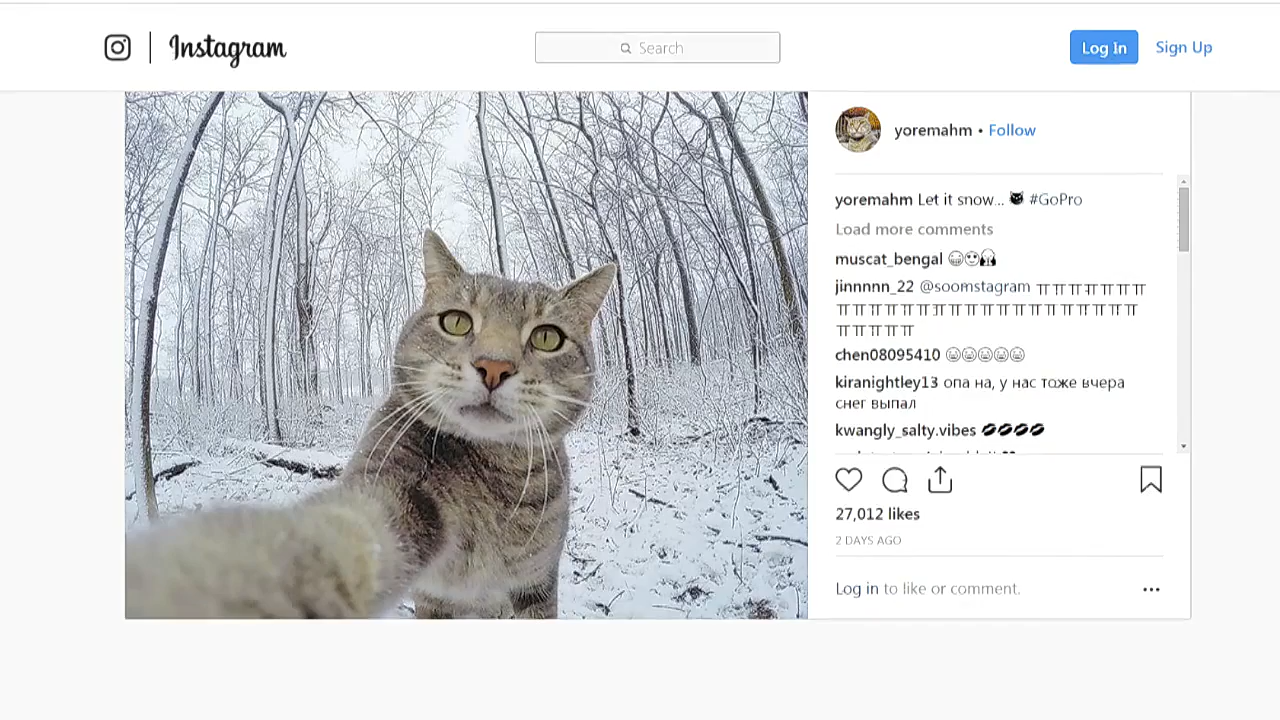 Instagram
Search
Log In
Sign Up
yoremahm • Follow
yoremahm Let it snow... #GoPro
Load more comments
muscat_bengal
jinnnnn_22 @soomstagram ㅠㅠㅠㅠㅠㅠㅠ
ㅠㅠㅠㅠㅠㅠㅠㅠㅠㅠㅠㅠㅠㅠㅠㅠㅠㅠㅠ
ㅠㅠㅠㅠㅠ
chen08095410
kiranightley13 опа на, у нас тоже вчера
снег выпал
kwangly_salty.vibes
27,012 likes
2 DAYS AGO
Log in to like or comment.